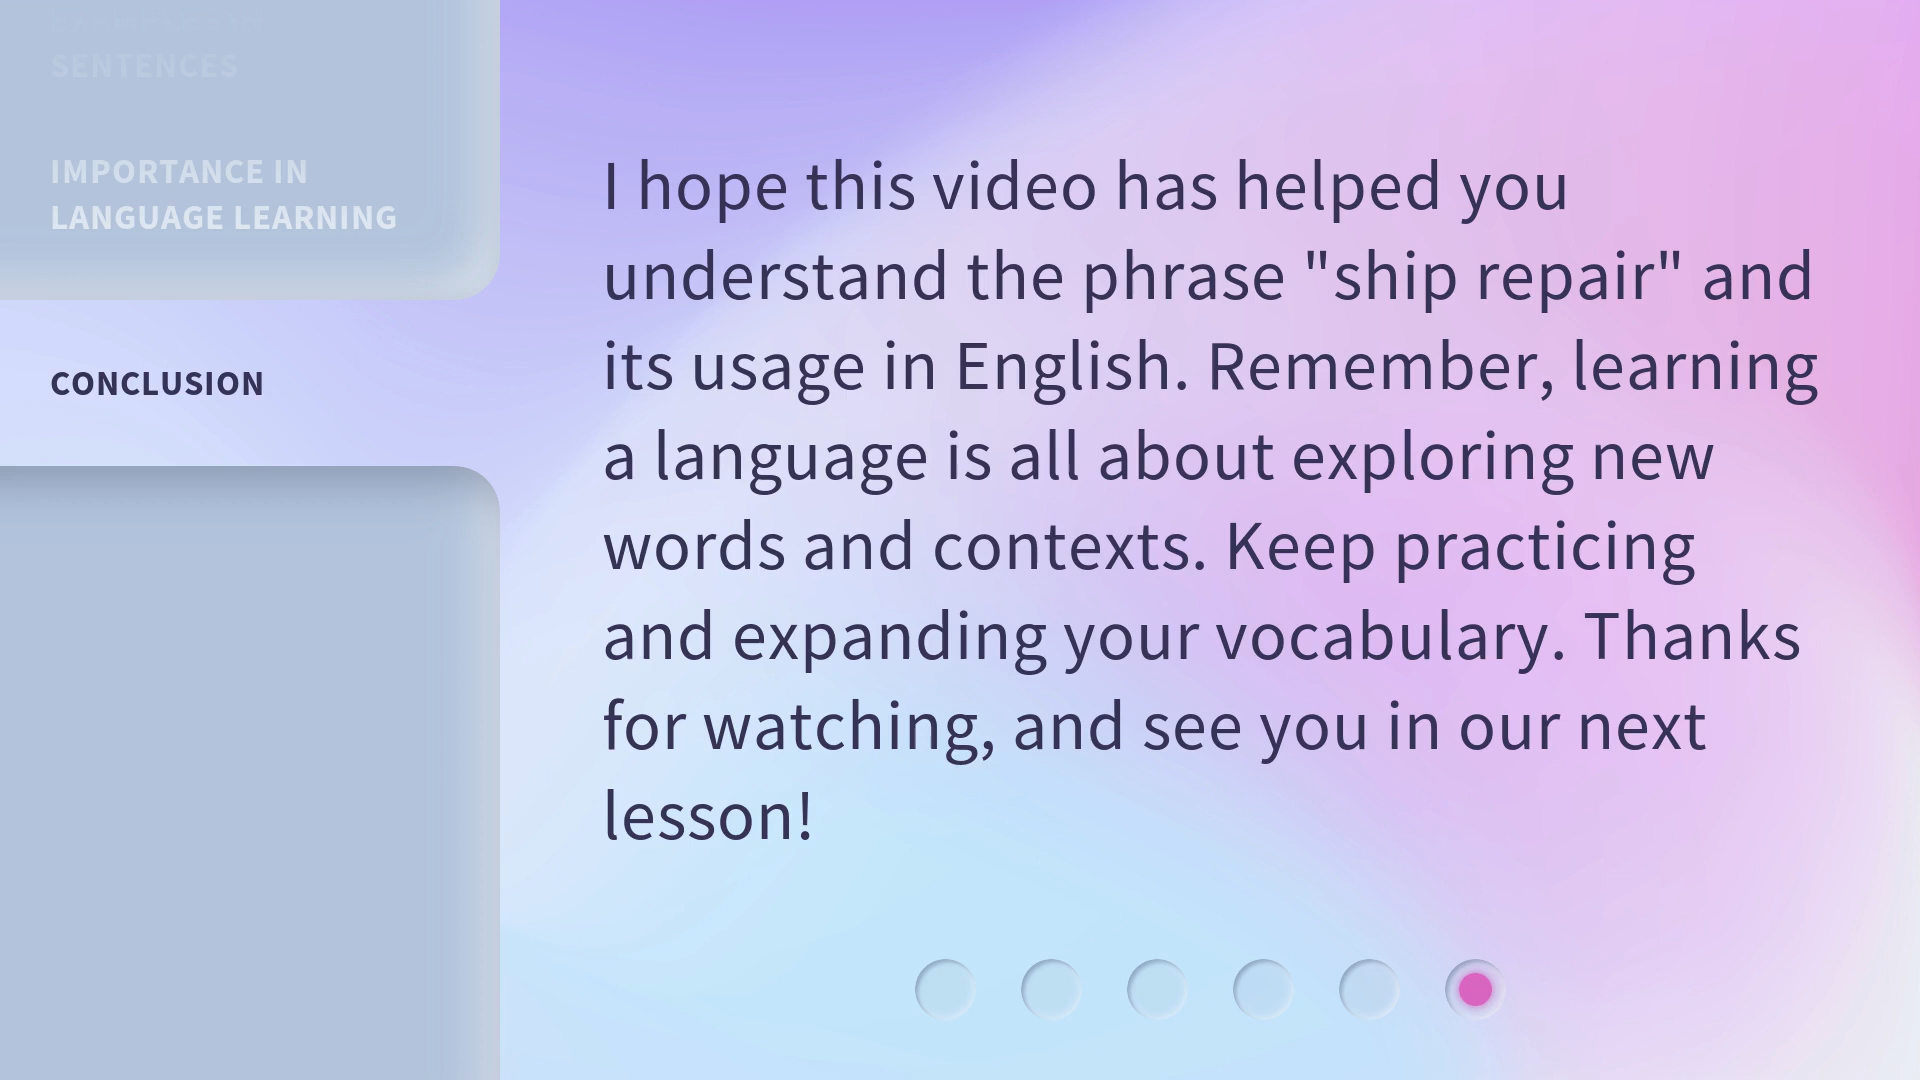 SENTENCES
IMPORTANCE IN
LANGUAGE LEARNING
CONCLUSION
I hope this video has helped you
understand the phrase "ship repair" and
its usage in English. Remember, learning
a language is all about exploring new
words and contexts. Keep practicing
and expanding your vocabulary. Thanks
for watching, and see you in our next
lesson!